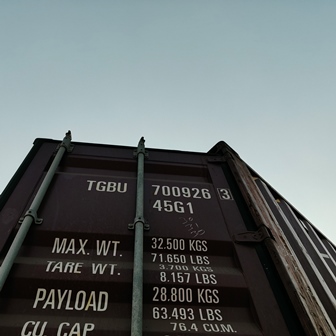 TGBU 700926 3
45G1
MAX. WT. 32.500 KGS
71.650 LBS
TARE WT. 3.700 KGS
8.157 LBS
PAYLOAD 28.800 KGS
63.493 LBS
CU. CAP. 76.4 CU.M.